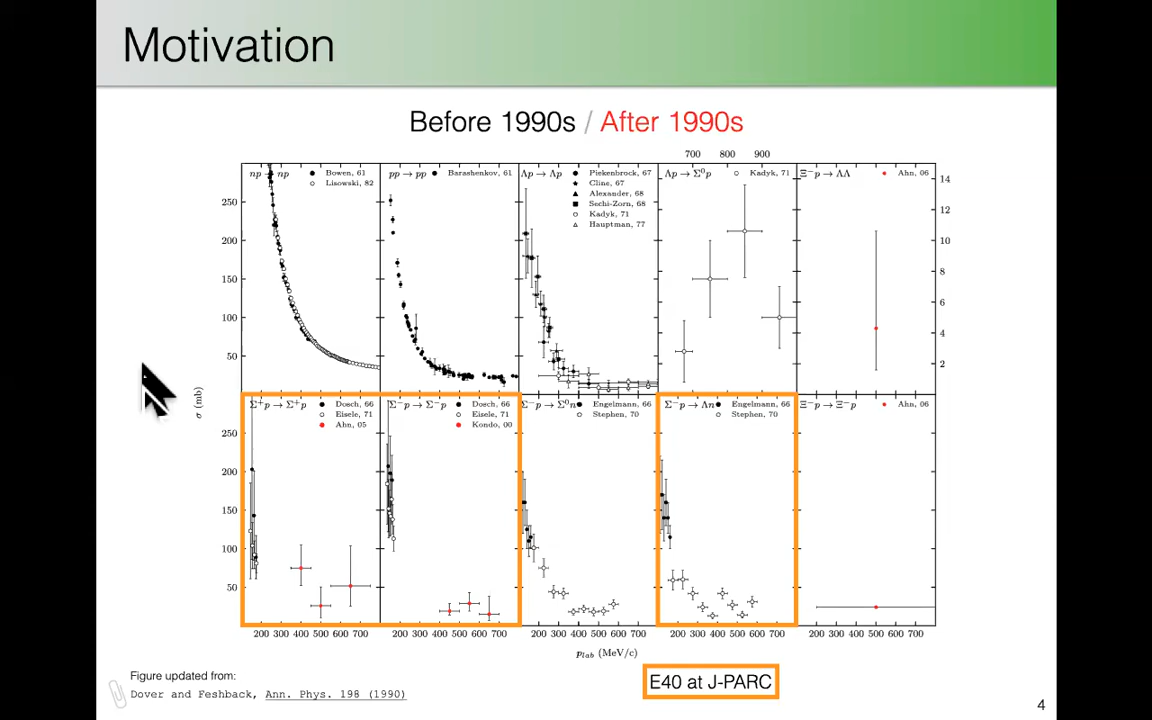 Motivation
Before 1990s / After 1990s
700 800 900
np → np
Bowen, 61
Lisowski, 82
pp → pp
Barashenkov, 61
Λp → Λp
Piekenbrock, 67
Cline, 67
Alexander, 68
Sechi-Zorn, 68
Kadyk, 71
Hauptman, 77
Λp → Σ⁰p
Kadyk, 71
Ξ⁻p → ΛΛ
Ahn, 06
250
200
150
100
50
14
12
10
8
6
4
2
σ (mb)
Σ⁺p → Σ⁺p
Dosch, 66
Eisele, 71
Ahn, 05
Σ⁻p → Σ⁻p
Dosch, 66
Eisele, 71
Kondo, 00
Σ⁻p → Σ⁰n
Engelmann, 66
Stephen, 70
Σ⁻p → Λn
Engelmann, 66
Stephen, 70
Ξ⁻p → Ξ⁻p
Ahn, 06
250
200
150
100
50
200 300 400 500 600 700
200 300 400 500 600 700
200 300 400 500 600 700
200 300 400 500 600 700
200 300 400 500 600 700
p_lab (MeV/c)
Figure updated from:
Dover and Feshback, Ann. Phys. 198 (1990)
E40 at J-PARC
4